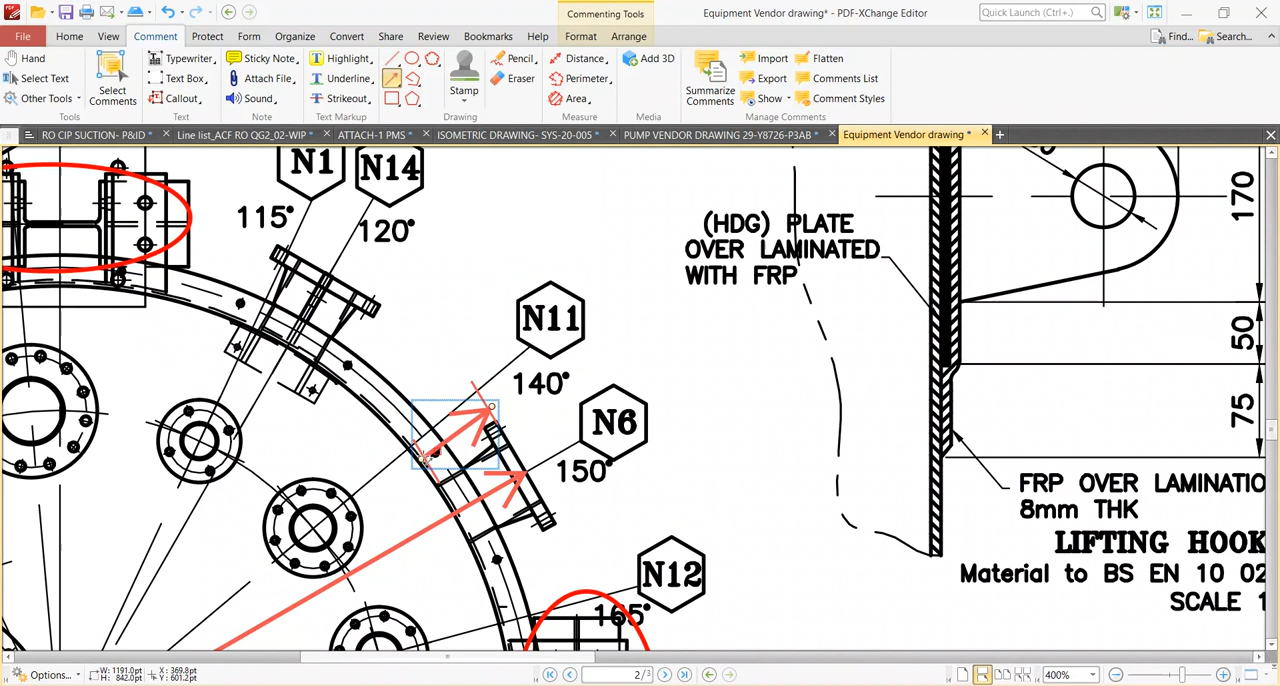 Commenting Tools
Equipment Vendor drawing* - PDF-XChange Editor
Quick Launch (Ctrl+.)
File
Home
View
Comment
Protect
Form
Organize
Convert
Share
Review
Bookmarks
Help
Format
Arrange
Find...
Search...
Hand
Select Text
Other Tools
Tools
Select Comments
Typewriter
Text Box
Callout
Text Box
Sticky Note
Attach File
Sound
Note
Highlight
Underline
Strikeout
Text Markup
Pencil
Eraser
Drawing
Stamp
Distance
Perimeter
Area
Measure
Add 3D
Media
Summarize Comments
Import
Export
Show
Flatten
Comments List
Comment Styles
Manage Comments
RO CIP SUCTION- P&ID *
Line list_ACF RO QG2_02-WIP *
ATTACH-1 PMS *
ISOMETRIC DRAWING- SYS-20-005 *
PUMP VENDOR DRAWING 29-Y8726-P3AB *
Equipment Vendor drawing *
N1
N14
115°
120°
N11
140°
N6
150°
N12
165°
(HDG) PLATE
OVER LAMINATED
WITH FRP
170
50
75
FRP OVER LAMINATIO
8mm THK
LIFTING HOOK
Material to BS EN 10 02
SCALE 1
Options...
W: 1191.0pt
H: 842.0pt
X: 369.8pt
Y: 601.2pt
2/3
400%